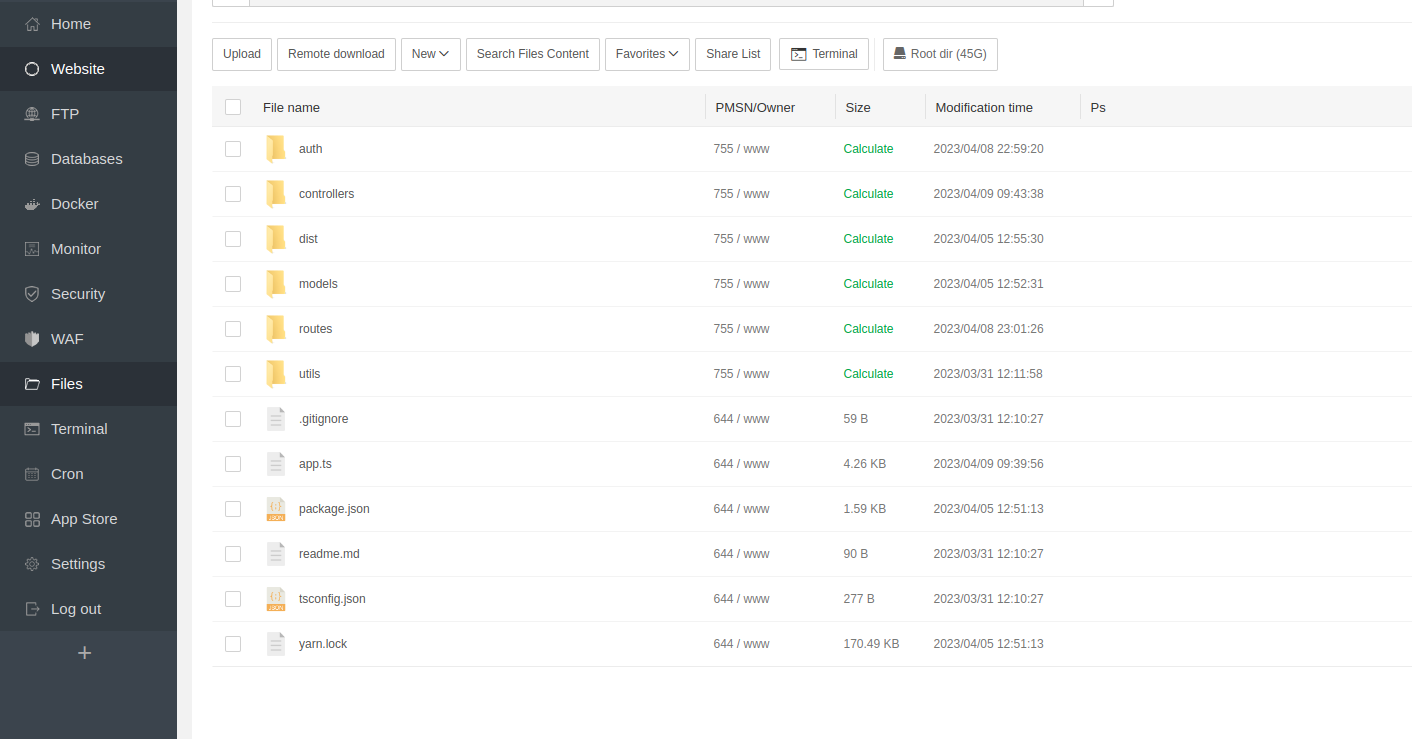 Home
Website
FTP
Databases
Docker
Monitor
Security
WAF
Files
Terminal
Cron
App Store
Settings
Log out
+
Upload Remote download New Search Files Content Favorites Share List Terminal Root dir (45G)
File name PMSN/Owner Size Modification time Ps
auth 755 / www Calculate 2023/04/08 22:59:20
controllers 755 / www Calculate 2023/04/09 09:43:38
dist 755 / www Calculate 2023/04/05 12:55:30
models 755 / www Calculate 2023/04/05 12:52:31
routes 755 / www Calculate 2023/04/08 23:01:26
utils 755 / www Calculate 2023/03/31 12:11:58
.gitignore 644 / www 59 B 2023/03/31 12:10:27
app.ts 644 / www 4.26 KB 2023/04/09 09:39:56
{;} JSON package.json 644 / www 1.59 KB 2023/04/05 12:51:13
readme.md 644 / www 90 B 2023/03/31 12:10:27
{;} JSON tsconfig.json 644 / www 277 B 2023/03/31 12:10:27
yarn.lock 644 / www 170.49 KB 2023/04/05 12:51:13